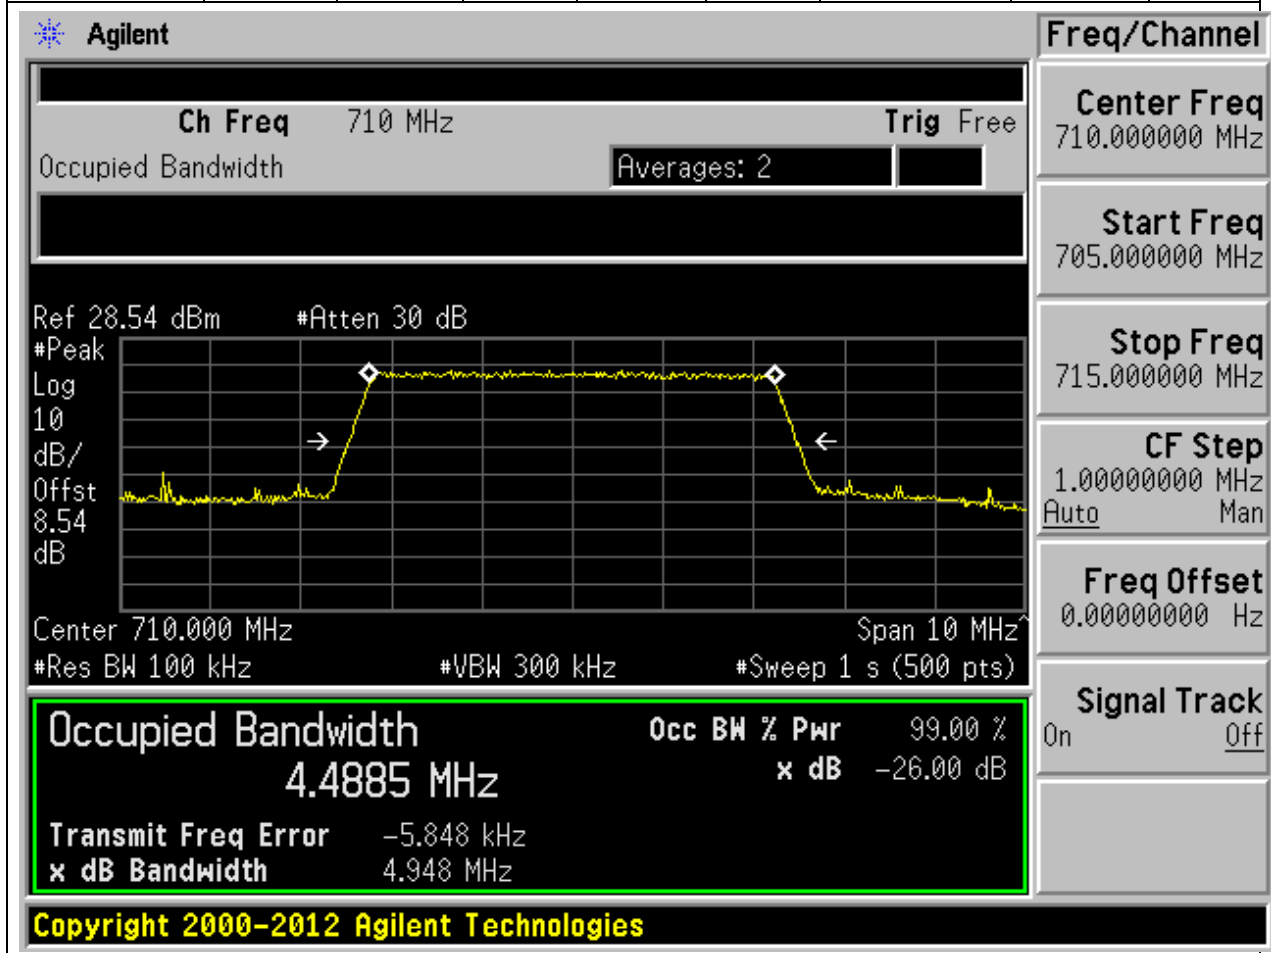 Agilent
Freq/Channel
Ch Freq 710 MHz Trig Free
Occupied Bandwidth Averages: 2
Center Freq
710.000000 MHz
Start Freq
705.000000 MHz
Stop Freq
715.000000 MHz
CF Step
1.00000000 MHz
Auto Man
Freq Offset
0.00000000 Hz
Signal Track
On Off
Ref 28.54 dBm #Atten 30 dB
#Peak
Log
10
dB/
Offst
8.54
dB
Center 710.000 MHz Span 10 MHz^
#Res BW 100 kHz #VBW 300 kHz #Sweep 1 s (500 pts)
Occupied Bandwidth Occ BW % Pwr 99.00 %
4.4885 MHz x dB -26.00 dB
Transmit Freq Error -5.848 kHz
x dB Bandwidth 4.948 MHz
Copyright 2000-2012 Agilent Technologies